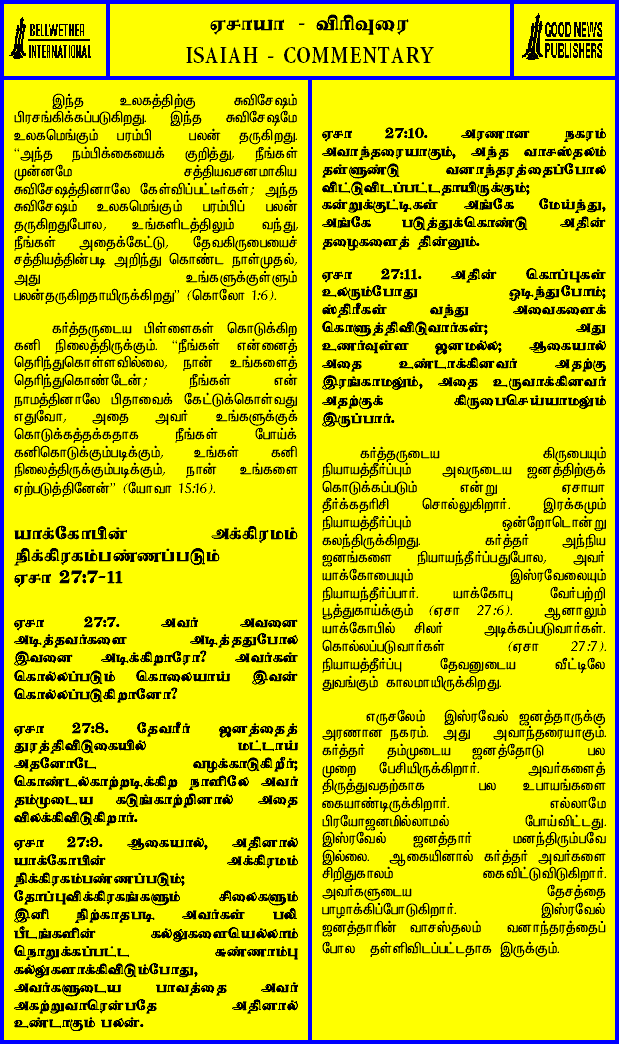 BELLWETHER
INTERNATIONAL
ஏசாயா - விரிவுரை
ISAIAH - COMMENTARY
GOOD NEWS
PUBLISHERS
இந்த உலகத்திற்கு சுவிசேஷம்
பிரசங்கிக்கப்படுகிறது. இந்த சுவிசேஷமே
உலகமெங்கும் பரம்பி பலன் தருகிறது.
“அந்த நம்பிக்கையைக் குறித்து, நீங்கள்
முன்னமே சத்தியவசனமாகிய
சுவிசேஷத்தினாலே கேள்விப்பட்டீர்கள்; அந்த
சுவிசேஷம் உலகமெங்கும் பரம்பிப் பலன்
தருகிறதுபோல, உங்களிடத்திலும் வந்து,
நீங்கள் அதைக்கேட்டு, தேவகிருபையைச்
சத்தியத்தின்படி அறிந்து கொண்ட நாள்முதல்,
அது உங்களுக்குள்ளும்
பலன்தருகிறதாயிருக்கிறது” (கொலோ 1:6).
கர்த்தருடைய பிள்ளைகள் கொடுக்கிற
கனி நிலைத்திருக்கும். “நீங்கள் என்னைத்
தெரிந்துகொள்ளவில்லை, நான் உங்களைத்
தெரிந்துகொண்டேன்; நீங்கள் என்
நாமத்தினாலே பிதாவைக் கேட்டுக்கொள்வது
எதுவோ, அதை அவர் உங்களுக்குக்
கொடுக்கத்தக்கதாக நீங்கள் போய்க்
கனிகொடுக்கும்படிக்கும், உங்கள் கனி
நிலைத்திருக்கும்படிக்கும், நான் உங்களை
ஏற்படுத்தினேன்” (யோவா 15:16).
யாக்கோபின் அக்கிரமம்
நிக்கிரகம்பண்ணப்படும்
ஏசா 27:7-11
ஏசா 27:7. அவர் அவனை
அடித்தவர்களை அடித்ததுபோல
இவனை அடிக்கிறாரோ? அவர்கள்
கொல்லப்படும் கொலையாய் இவன்
கொல்லப்படுகிறானோ?
ஏசா 27:8. தேவரீர் ஜனத்தைத்
துரத்திவிடுகையில் மட்டாய்
அதனோடே வழக்காடுகிறீர்;
கொண்டல்காற்றடிக்கிற நாளிலே அவர்
தம்முடைய கடுங்காற்றினால் அதை
விலக்கிவிடுகிறார்.
ஏசா 27:9. ஆகையால், அதினால்
யாக்கோபின் அக்கிரமம்
நிக்கிரகம்பண்ணப்படும்;
தோப்புவிக்கிரகங்களும் சிலைகளும்
இனி நிற்காதபடி அவர்கள் பலி
பீடங்களின் கல்லுகளையெல்லாம்
நொறுக்கப்பட்ட சுண்ணாம்பு
கல்லுகளாக்கிவிடும்போது,
அவர்களுடைய பாவத்தை அவர்
அகற்றுவாரென்பதே அதினால்
உண்டாகும் பலன்.
ஏசா 27:10. அரணான நகரம்
அவாந்தரையாகும், அந்த வாசஸ்தலம்
தள்ளுண்டு வனாந்தரத்தைப்போல
விட்டுவிடப்பட்டதாயிருக்கும்;
கன்றுக்குட்டிகள் அங்கே மேய்ந்து,
அங்கே படுத்துக்கொண்டு அதின்
தழைகளைத் தின்னும்.
ஏசா 27:11. அதின் கொப்புகள்
உலரும்போது ஒடிந்துபோம்;
ஸ்திரீகள் வந்து அவைகளைக்
கொளுத்திவிடுவார்கள்; அது
உணர்வுள்ள ஜனமல்ல; ஆகையால்
அதை உண்டாக்கினவர் அதற்கு
இரங்காமலும், அதை உருவாக்கினவர்
அதற்குக் கிருபைசெய்யாமலும்
இருப்பார்.
கர்த்தருடைய கிருபையும்
நியாயத்தீர்ப்பும் அவருடைய ஜனத்திற்குக்
கொடுக்கப்படும் என்று ஏசாயா
தீர்க்கதரிசி சொல்லுகிறார். இரக்கமும்
நியாயத்தீர்ப்பும் ஒன்றோடொன்று
கலந்திருக்கிறது. கர்த்தர் அந்நிய
ஜனங்களை நியாயந்தீர்ப்பதுபோல, அவர்
யாக்கோபையும் இஸ்ரவேலையும்
நியாயந்தீர்ப்பார். யாக்கோபு வேர்பற்றி
பூத்துகாய்க்கும் (ஏசா 27:6). ஆனாலும்
யாக்கோபில் சிலர் அடிக்கப்படுவார்கள்.
கொல்லப்படுவார்கள் (ஏசா 27:7).
நியாயத்தீர்ப்பு தேவனுடைய வீட்டிலே
துவங்கும் காலமாயிருக்கிறது.
எருசலேம் இஸ்ரவேல் ஜனத்தாருக்கு
அரணான நகரம். அது அவாந்தரையாகும்.
கர்த்தர் தம்முடைய ஜனத்தோடு பல
முறை பேசியிருக்கிறார். அவர்களைத்
திருத்துவதற்காக பல உபாயங்களை
கையாண்டிருக்கிறார். எல்லாமே
பிரயோஜனமில்லாமல் போய்விட்டது.
இஸ்ரவேல் ஜனத்தார் மனந்திரும்பவே
இல்லை. ஆகையினால் கர்த்தர் அவர்களை
சிறிதுகாலம் கைவிட்டுவிடுகிறார்.
அவர்களுடைய தேசத்தை
பாழாக்கிப்போடுகிறார். இஸ்ரவேல்
ஜனத்தாரின் வாசஸ்தலம் வனாந்தரத்தைப்
போல தள்ளிவிடப்பட்டதாக இருக்கும்.